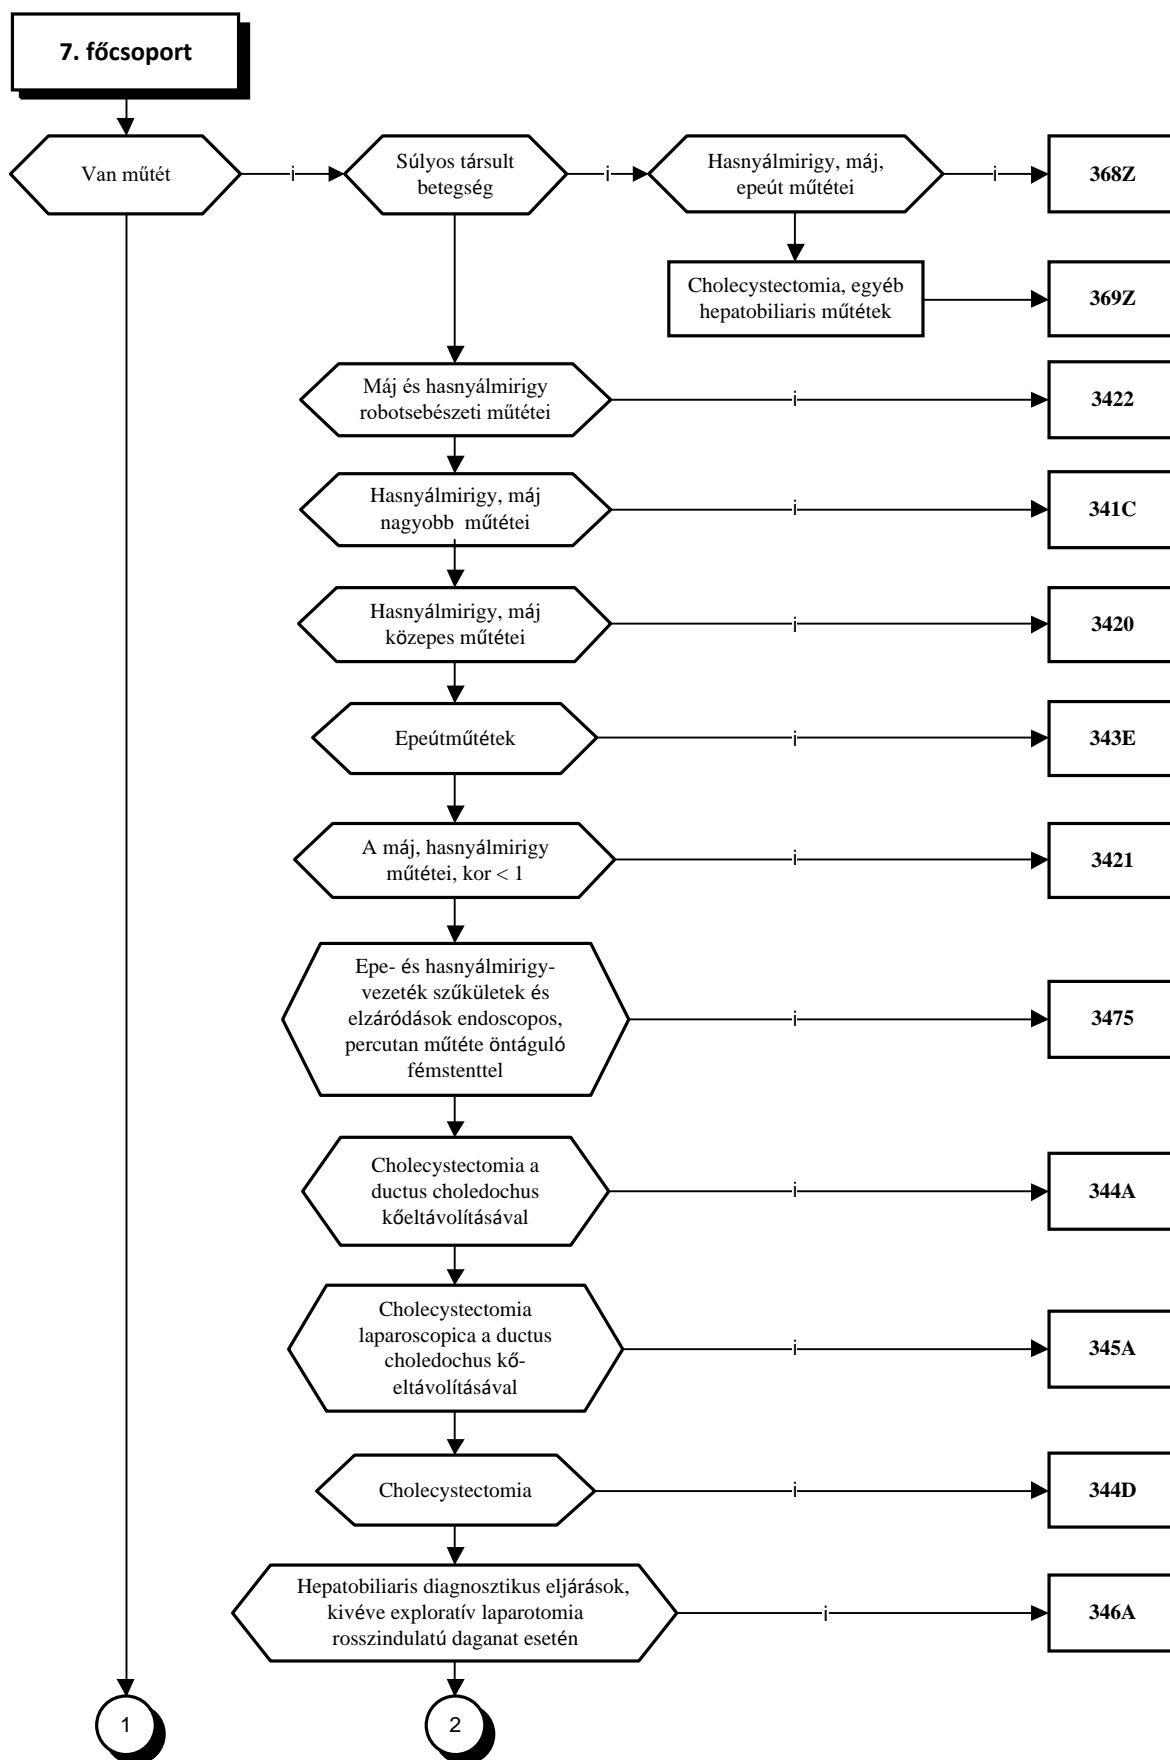 7. főcsoport
Van műtét
i
Súlyos társult
betegség
i
Hasnyálmirigy, máj,
epeút műtétei
i
368Z
Cholecystectomia, egyéb
hepatobiliaris műtétek
369Z
Máj és hasnyálmirigy
robotsebészeti műtétei
i
3422
Hasnyálmirigy, máj
nagyobb műtétei
i
341C
Hasnyálmirigy, máj
közepes műtétei
i
3420
Epeútműtétek
i
343E
A máj, hasnyálmirigy
műtétei, kor < 1
i
3421
Epe- és hasnyálmirigy-
vezeték szűkületek és
elzáródások endoscopos,
percutan műtéte öntáguló
fémstenttel
i
3475
Cholecystectomia a
ductus choledochus
kőeltávolításával
i
344A
Cholecystectomia
laparoscopica a ductus
choledochus kő-
eltávolításával
i
345A
Cholecystectomia
i
344D
Hepatobiliaris diagnosztikus eljárások,
kivéve exploratív laparotomia
rosszindulatú daganat esetén
i
346A
1
2